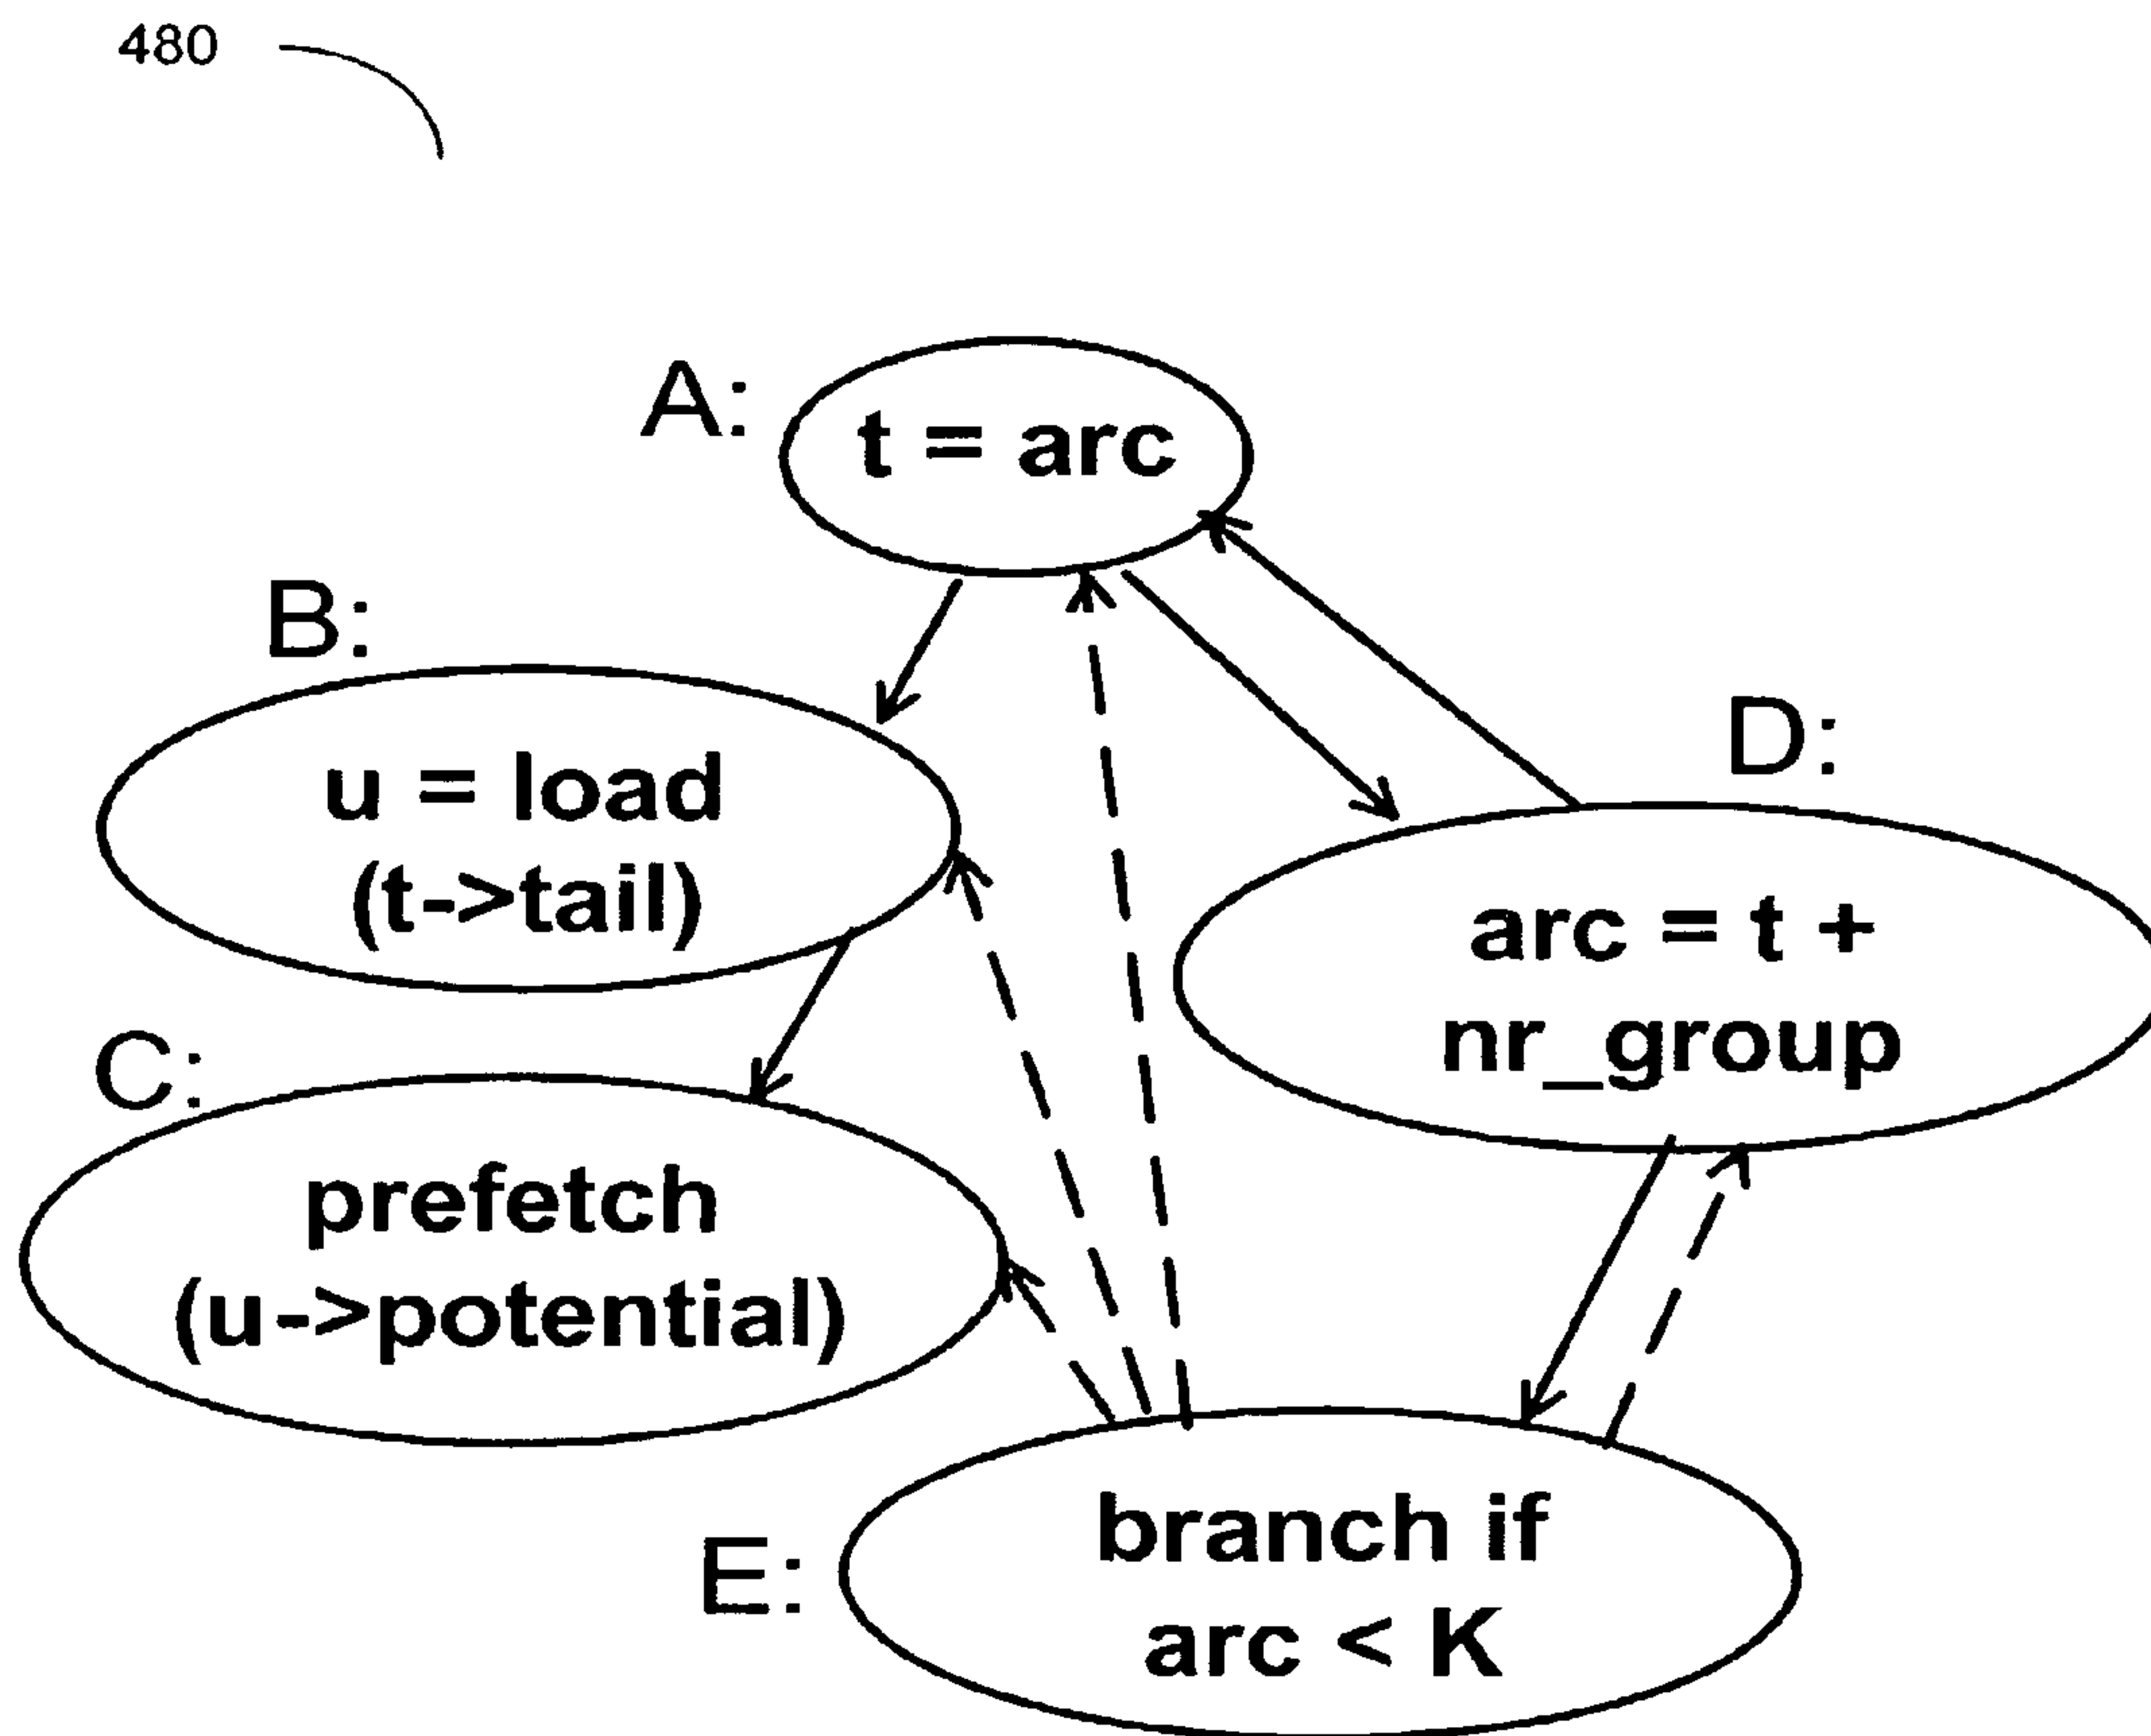 480
A:
t = arc
B:
u = load
(t->tail)
D:
arc = t +
nr_group
C:
prefetch
(u->potential)
E:
branch if
arc < K